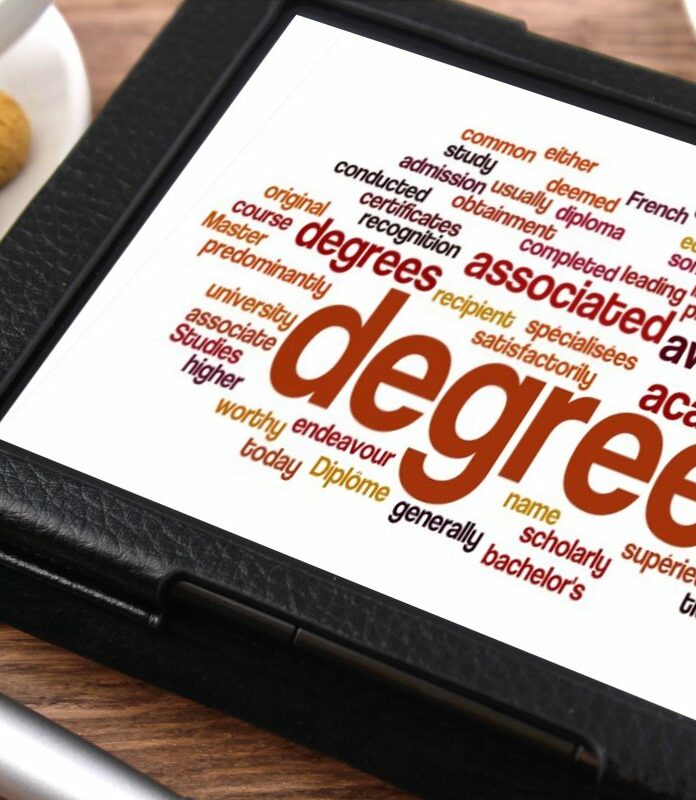 common either
study
admission usually deemed French
conducted certificates obtainment diploma
original recognition completed leading
course degrees associated
Master
predominantly recipient spécialisées
university satisfactorily
associate degree
Studies
higher
worthy endeavour
today Diplôme name
generally scholarly
bachelor's